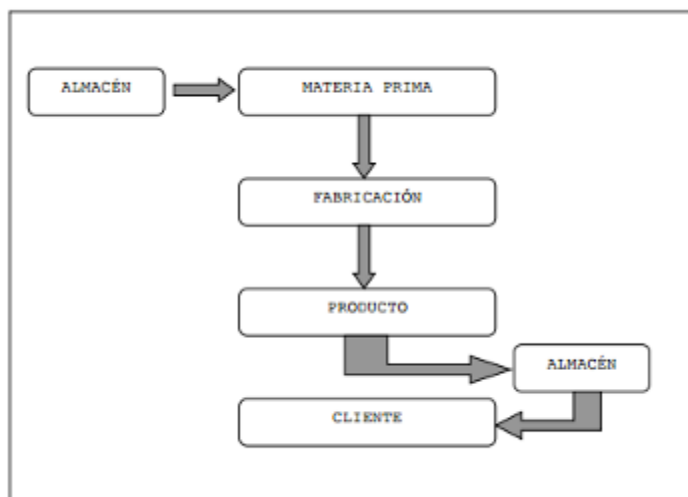 ALMACÉN
MATERIA PRIMA
FABRICACIÓN
PRODUCTO
ALMACÉN
CLIENTE